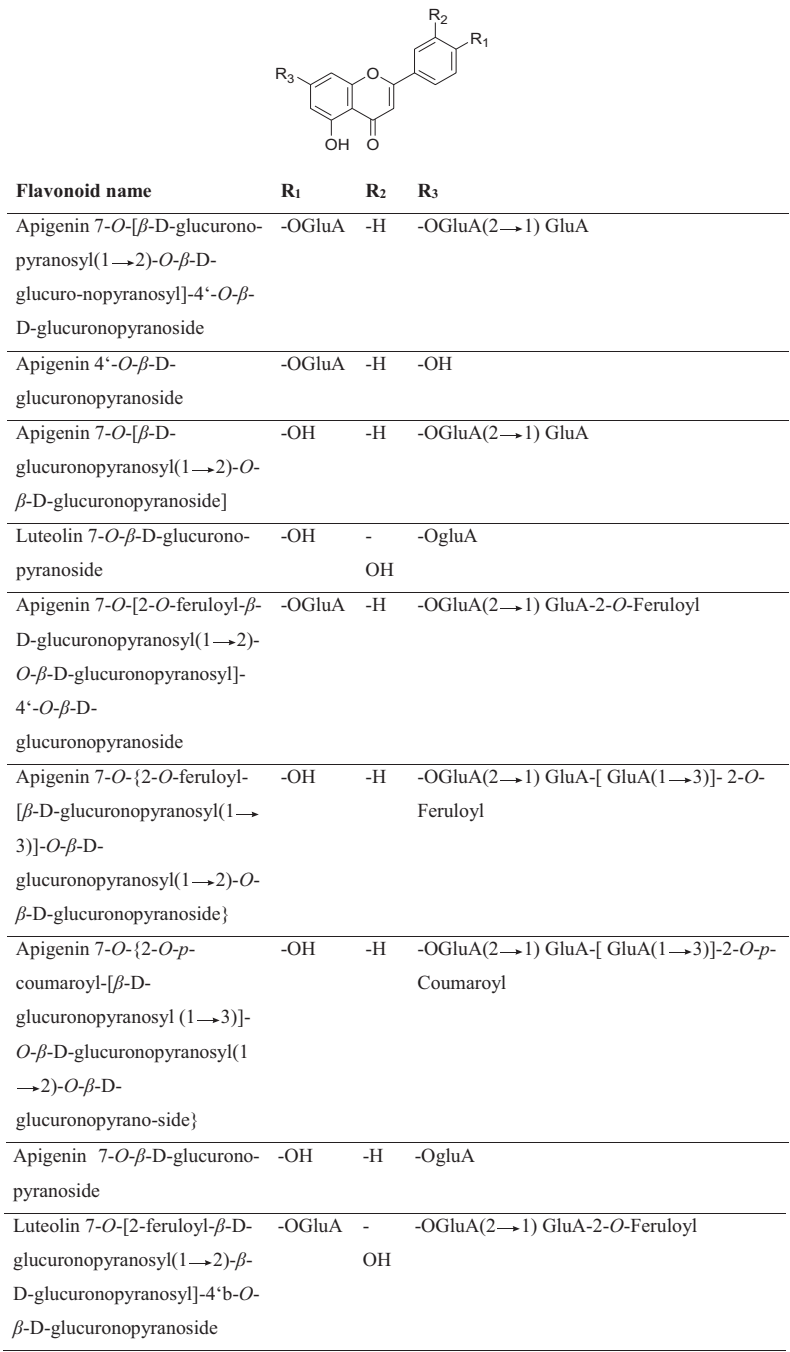 R2
R1
R3
O
OH O
Flavonoid name R1 R2 R3
Apigenin 7-O-[β-D-glucurono- -OGluA -H -OGluA(2→1) GluA
pyranosyl(1→2)-O-β-D-
glucuro-nopyranosyl]-4‘-O-β-
D-glucuronopyranoside
Apigenin 4‘-O-β-D- -OGluA -H -OH
glucuronopyranoside
Apigenin 7-O-[β-D- -OH -H -OGluA(2→1) GluA
glucuronopyranosyl(1→2)-O-
β-D-glucuronopyranoside]
Luteolin 7-O-β-D-glucurono- -OH - -OgluA
pyranoside OH
Apigenin 7-O-[2-O-feruloyl-β- -OGluA -H -OGluA(2→1) GluA-2-O-Feruloyl
D-glucuronopyranosyl(1→2)-
O-β-D-glucuronopyranosyl]-
4‘-O-β-D-
glucuronopyranoside
Apigenin 7-O-{2-O-feruloyl- -OH -H -OGluA(2→1) GluA-[ GluA(1→3)]- 2-O-
[β-D-glucuronopyranosyl(1→ Feruloyl
3)]-O-β-D-
glucuronopyranosyl(1→2)-O-
β-D-glucuronopyranoside}
Apigenin 7-O-{2-O-p- -OH -H -OGluA(2→1) GluA-[ GluA(1→3)]-2-O-p-
coumaroyl-[β-D- Coumaroyl
glucuronopyranosyl (1→3)]-
O-β-D-glucuronopyranosyl(1
→2)-O-β-D-
glucuronopyrano-side}
Apigenin 7-O-β-D-glucurono- -OH -H -OgluA
pyranoside
Luteolin 7-O-[2-feruloyl-β-D- -OGluA - -OGluA(2→1) GluA-2-O-Feruloyl
glucuronopyranosyl(1→2)-β- OH
D-glucuronopyranosyl]-4‘b-O-
β-D-glucuronopyranoside